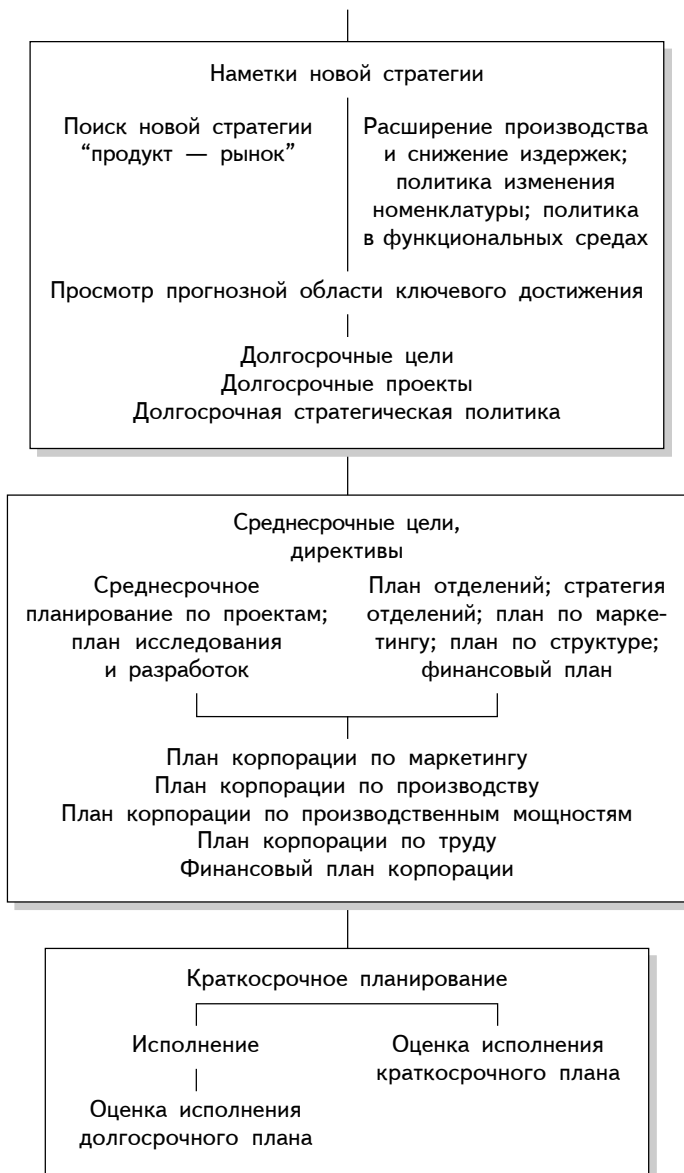 Наметки новой стратегии
Поиск новой стратегии
“продукт — рынок”
Расширение производства
и снижение издержек;
политика изменения
номенклатуры; политика
в функциональных средах
Просмотр прогнозной области ключевого достижения
Долгосрочные цели
Долгосрочные проекты
Долгосрочная стратегическая политика
Среднесрочные цели,
директивы
Среднесрочное
планирование по проектам;
план исследования
и разработок
План отделений; стратегия
отделений; план по марке-
тингу; план по структуре;
финансовый план
План корпорации по маркетингу
План корпорации по производству
План корпорации по производственным мощностям
План корпорации по труду
Финансовый план корпорации
Краткосрочное планирование
Исполнение
Оценка исполнения
долгосрочного плана
Оценка исполнения
краткосрочного плана